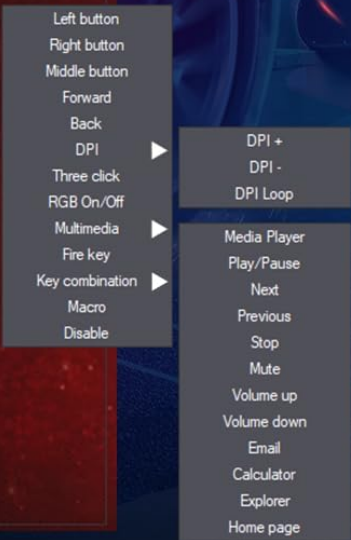 Left button
Right button
Middle button
Forward
Back
DPI
Three click
RGB On/Off
Multimedia
Fire key
Key combination
Macro
Disable
DPI +
DPI -
DPI Loop
Media Player
Play/Pause
Next
Previous
Stop
Mute
Volume up
Volume down
Email
Calculator
Explorer
Home page